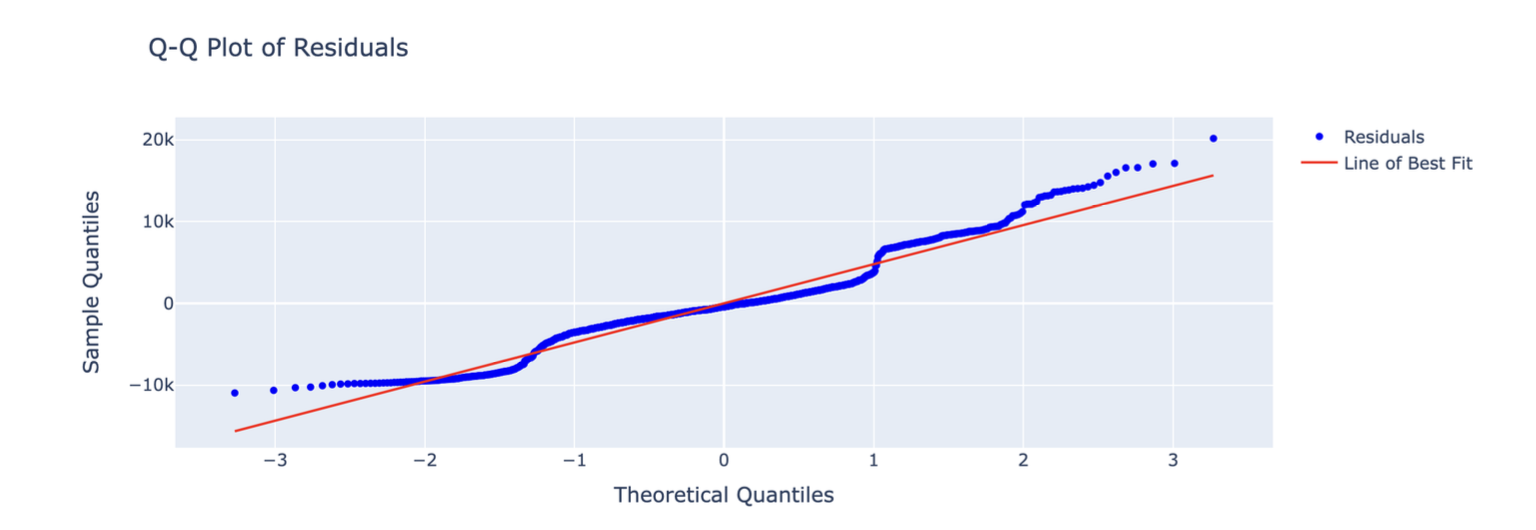 Q-Q Plot of Residuals
20k
10k
0
−10k
Sample Quantiles
−3
−2
−1
0
1
2
3
Theoretical Quantiles
Residuals
Line of Best Fit